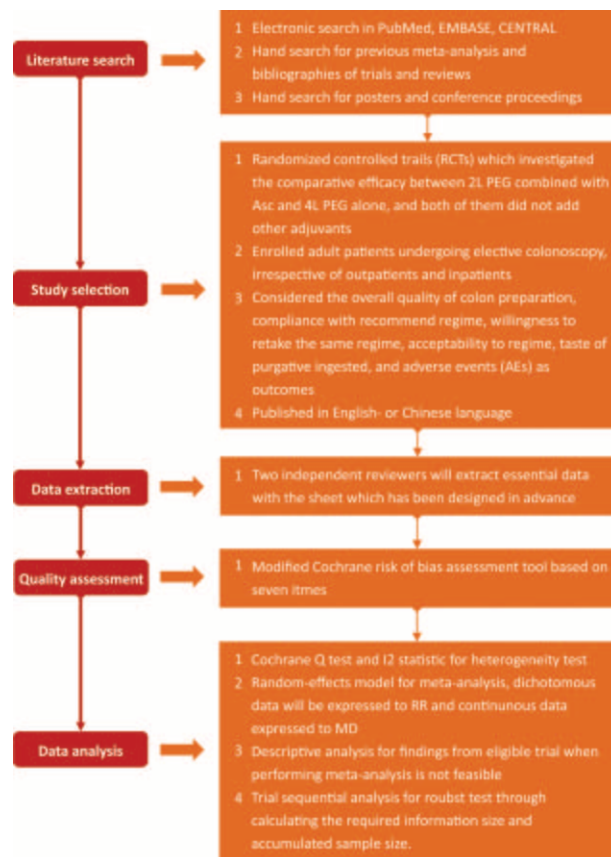 Literature search
1 Electronic search in PubMed, EMBASE, CENTRAL
2 Hand search for previous meta-analysis and
bibliographies of trials and reviews
3 Hand search for posters and conference proceedings
Study selection
1 Randomized controlled trails (RCTs) which investigated
the comparative efficacy between 2L PEG combined with
Asc and 4L PEG alone, and both of them did not add
other adjuvants
2 Enrolled adult patients undergoing elective colonoscopy,
irrespective of outpatients and inpatients
3 Considered the overall quality of colon preparation,
compliance with recommend regime, willingness to
retake the same regime, acceptability to regime, taste of
purgative ingested, and adverse events (AEs) as
outcomes
4 Published in English- or Chinese language
Data extraction
1 Two independent reviewers will extract essential data
with the sheet which has been designed in advance
Quality assessment
1 Modified Cochrane risk of bias assessment tool based on
seven itmes
Data analysis
1 Cochrane Q test and I2 statistic for heterogeneity test
2 Random-effects model for meta-analysis, dichotomous
data will be expressed to RR and continunous data
expressed to MD
3 Descriptive analysis for findings from eligible trial when
performing meta-analysis is not feasible
4 Trial sequential analysis for roubst test through
calculating the required information size and
accumulated sample size.